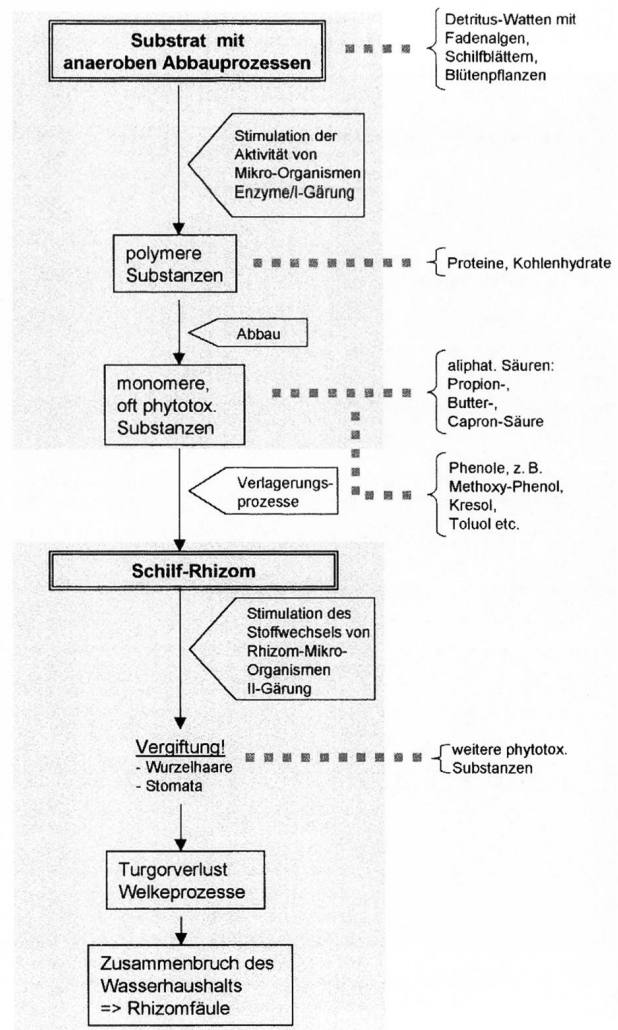 Substrat mit
anaeroben Abbauprozessen
Detritus-Watten mit
Fadenalgen,
Schilfblättern,
Blütenpflanzen
Stimulation der
Aktivität von
Mikro-Organismen
Enzyme/I-Gärung
polymere
Substanzen
Proteine, Kohlenhydrate
Abbau
monomere,
oft phytotox.
Substanzen
aliphat. Säuren:
Propion-,
Butter-,
Capron-Säure
Phenole, z. B.
Methoxy-Phenol,
Kresol,
Toluol etc.
Verlagerungs-
prozesse
Schilf-Rhizom
Stimulation des
Stoffwechsels von
Rhizom-Mikro-
Organismen
II-Gärung
Vergiftung!
- Wurzelhaare
- Stomata
weitere phytotox.
Substanzen
Turgorverlust
Welkeprozesse
Zusammenbruch des
Wasserhaushalts
=> Rhizomfäule